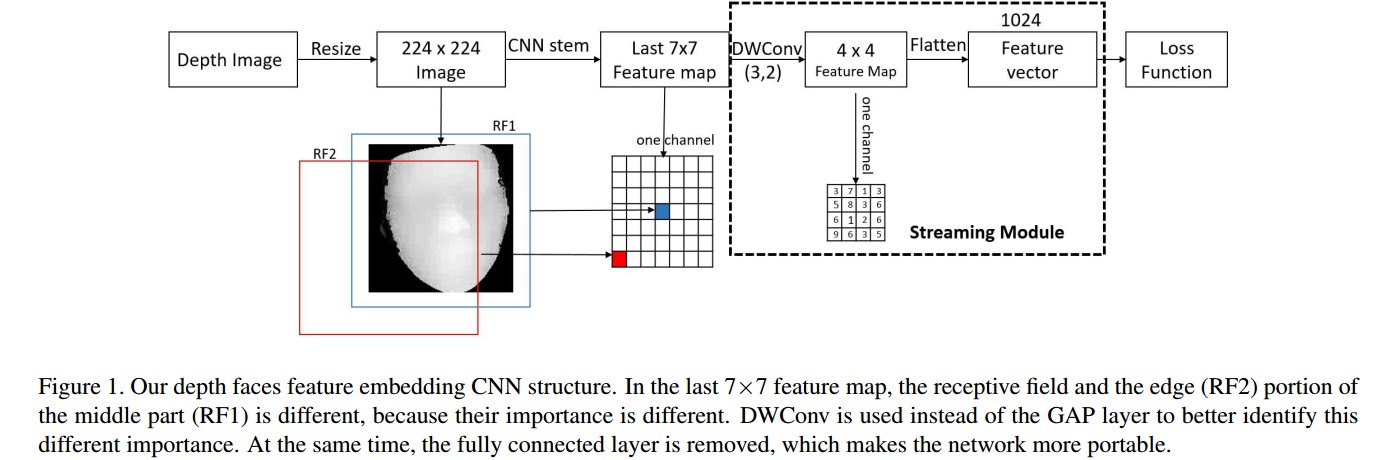 1024
Depth Image
Resize
224 x 224
Image
CNN stem
Last 7x7
Feature map
DWConv
(3,2)
4 x 4
Feature Map
Flatten
Feature
vector
Loss
Function
RF1
RF2
one channel
one channel
3 7 1 3
5 8 3 6
6 1 2 6
9 6 3 5
Streaming Module
Figure 1. Our depth faces feature embedding CNN structure. In the last 7×7 feature map, the receptive field and the edge (RF2) portion of
the middle part (RF1) is different, because their importance is different. DWConv is used instead of the GAP layer to better identify this
different importance. At the same time, the fully connected layer is removed, which makes the network more portable.